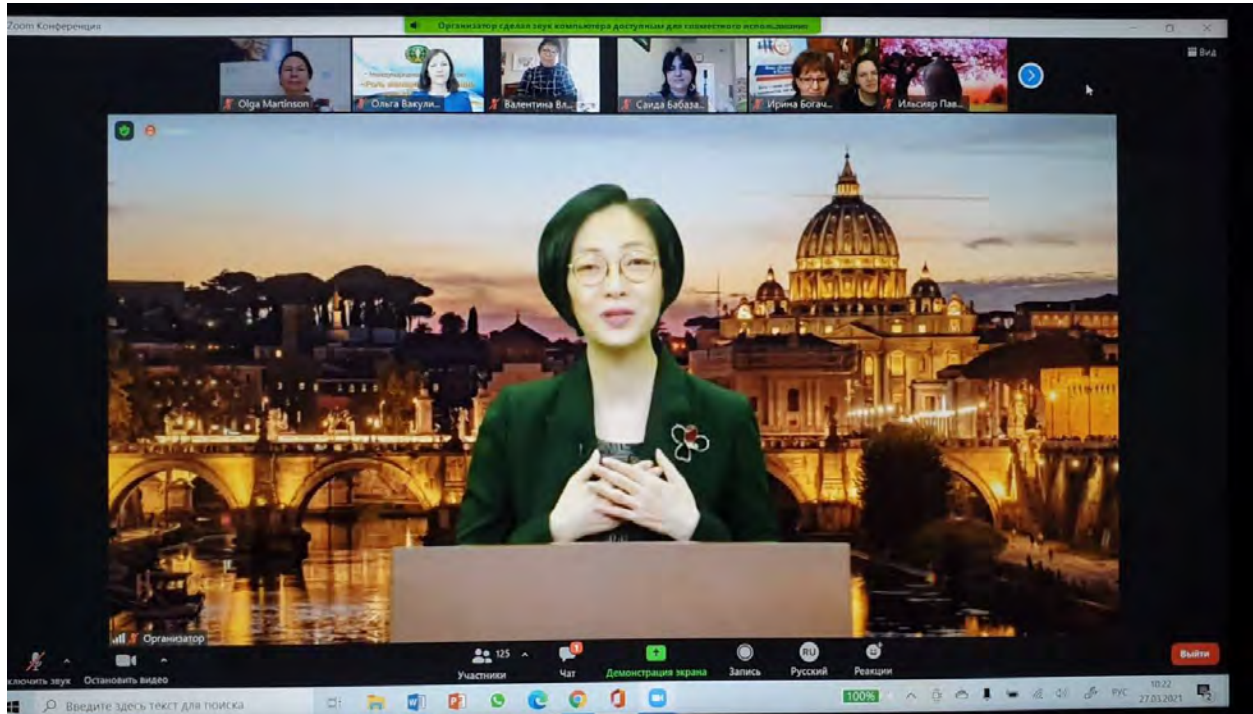 Zoom Конференция
Организатор сделал звук компьютера доступным для совместного использования
Вид
Olga Martinson
Ольга Вакули...
Валентина Вл...
Саида Бабаза...
Ирина Богач...
Ильсияр Пав...
Организатор
ключить звук
Остановить видео
125
Участники
1
Чат
Демонстрация экрана
Запись
RU
Русский
Реакции
Выйти
Введите здесь текст для поиска
100%
РУС
10:22
27.03.2021
2